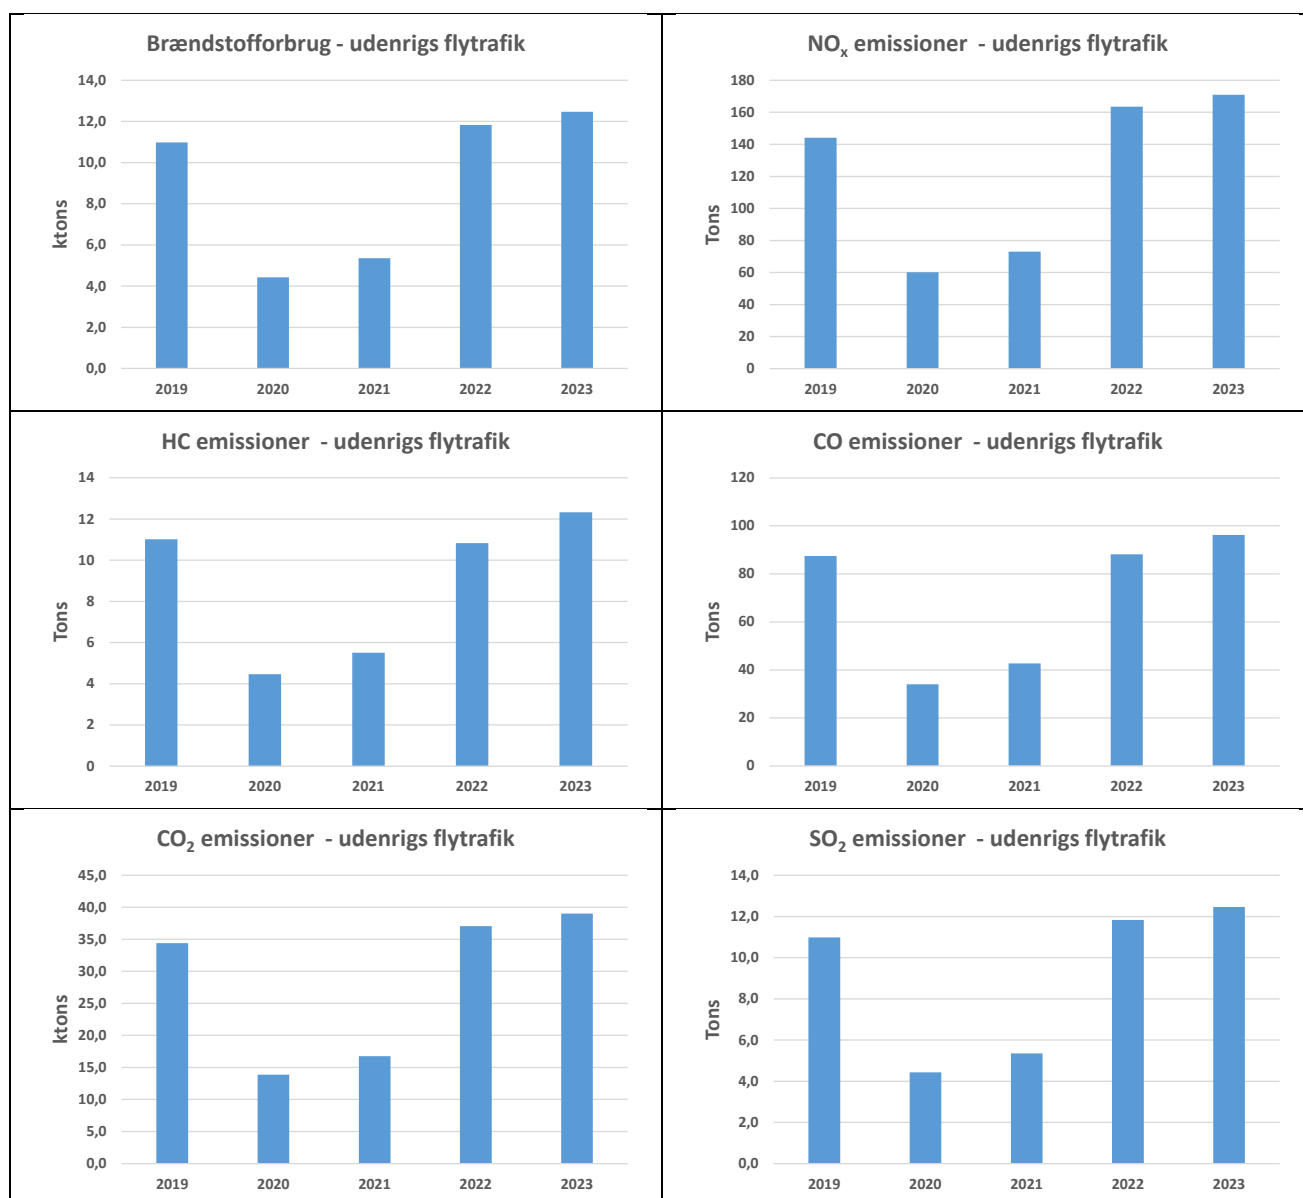 Brændstofforbrug - udenrigs flytrafik
14,0
12,0
10,0
8,0
6,0
4,0
2,0
0,0
ktons
2019 2020 2021 2022 2023
NOx emissioner - udenrigs flytrafik
180
160
140
120
100
80
60
40
20
0
Tons
2019 2020 2021 2022 2023
HC emissioner - udenrigs flytrafik
14
12
10
8
6
4
2
0
Tons
2019 2020 2021 2022 2023
CO emissioner - udenrigs flytrafik
120
100
80
60
40
20
0
Tons
2019 2020 2021 2022 2023
CO2 emissioner - udenrigs flytrafik
45,0
40,0
35,0
30,0
25,0
20,0
15,0
10,0
5,0
0,0
ktons
2019 2020 2021 2022 2023
SO2 emissioner - udenrigs flytrafik
14,0
12,0
10,0
8,0
6,0
4,0
2,0
0,0
Tons
2019 2020 2021 2022 2023